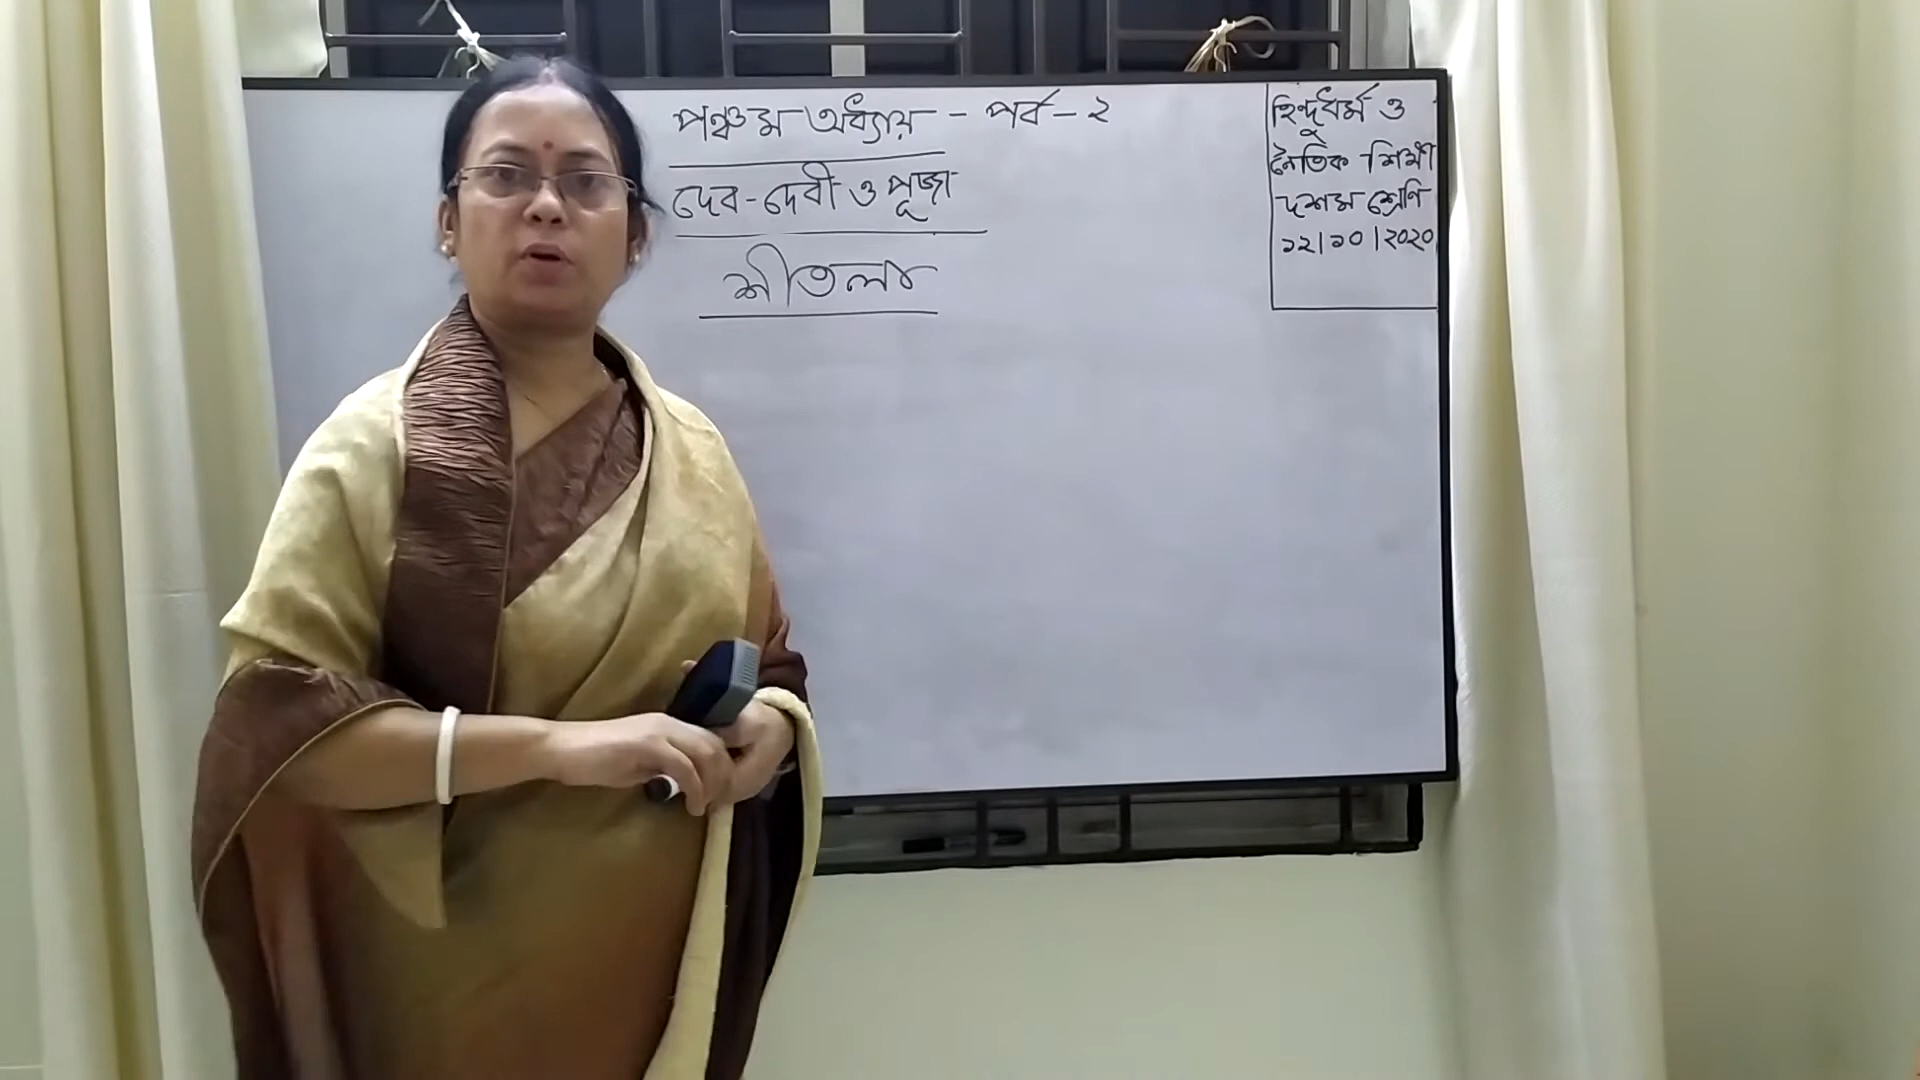 পঞ্চম অধ্যায় - পর্ব - ২
দেব-দেবী ও পূজা
শীতলা
হিন্দুধর্ম ও
নৈতিক শিক্ষা
দশম শ্রেণি
১২/১০/২০২০